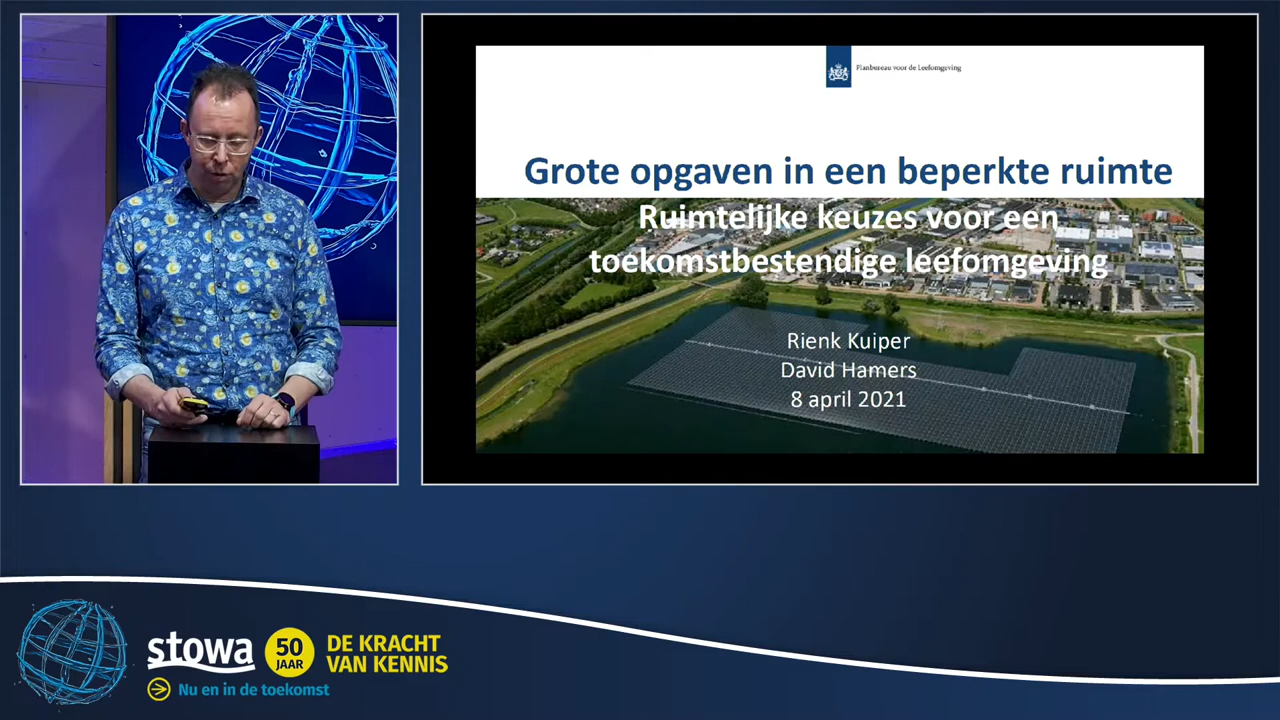 Planbureau voor de Leefomgeving
Grote opgaven in een beperkte ruimte
Ruimtelijke keuzes voor een
toekomstbestendige leefomgeving
Rienk Kuiper
David Hamers
8 april 2021
stowa
50
JAAR
DE KRACHT
VAN KENNIS
Nu en in de toekomst